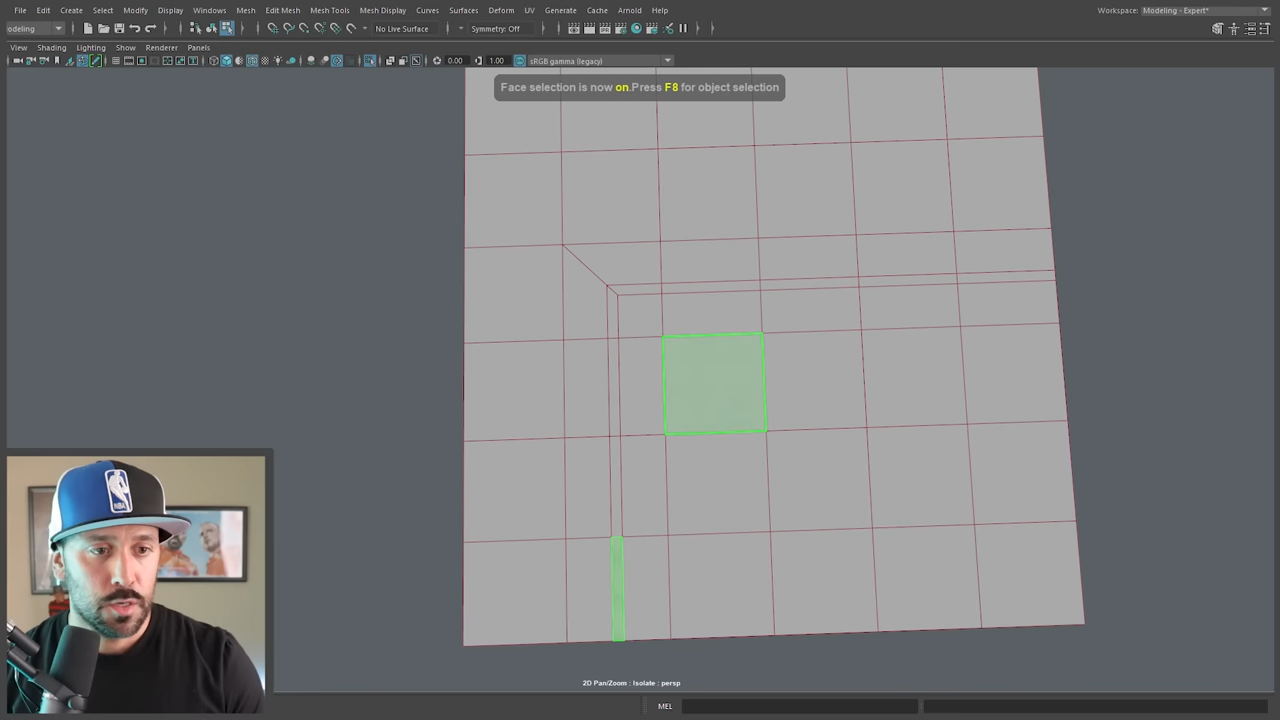 File Edit Create Select Modify Display Windows Mesh Edit Mesh Mesh Tools Mesh Display Curves Surfaces Deform UV Generate Cache Arnold Help Workspace: Modeling - Expert*
odeling No Live Surface Symmetry: Off
View Shading Lighting Show Renderer Panels
0.00 1.00 sRGB gamma (legacy)
Face selection is now on.Press F8 for object selection
NBA
2D Pan/Zoom : Isolate : persp
MEL